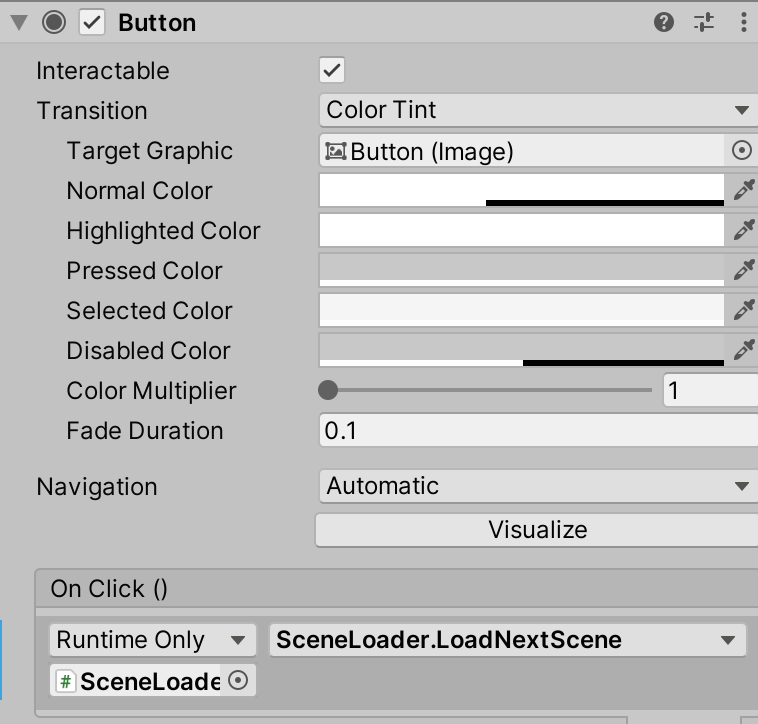 Button
Interactable
Transition Color Tint
Target Graphic Button (Image)
Normal Color
Highlighted Color
Pressed Color
Selected Color
Disabled Color
Color Multiplier 1
Fade Duration 0.1
Navigation Automatic
Visualize
On Click ()
Runtime Only SceneLoader.LoadNextScene
# SceneLoade